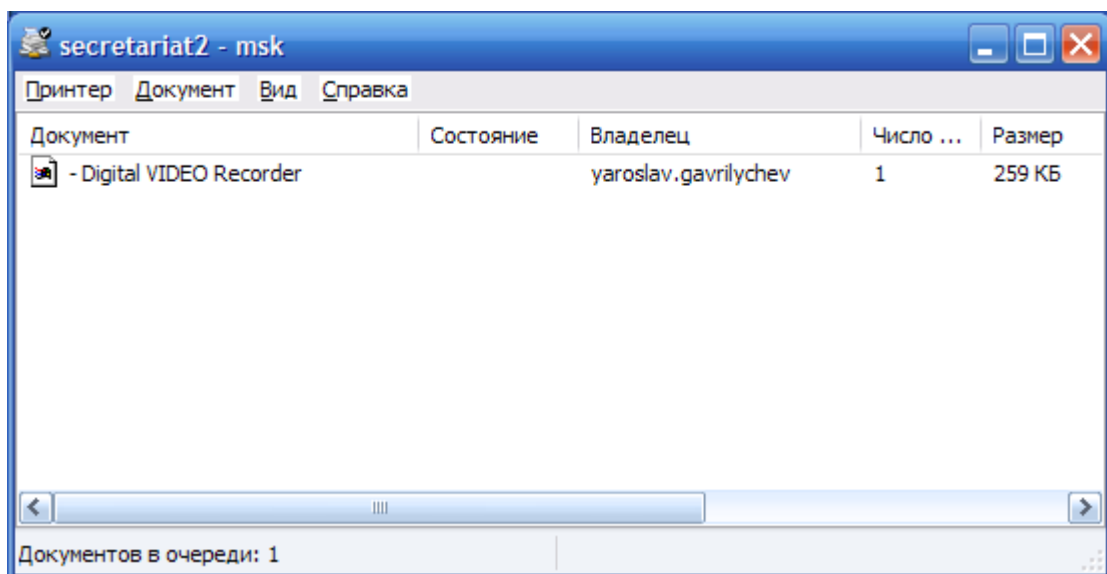 secretariat2 - msk
Принтер Документ Вид Справка
Документ Состояние Владелец Число ... Размер
- Digital VIDEO Recorder yaroslav.gavrilychev 1 259 КБ
Документов в очереди: 1